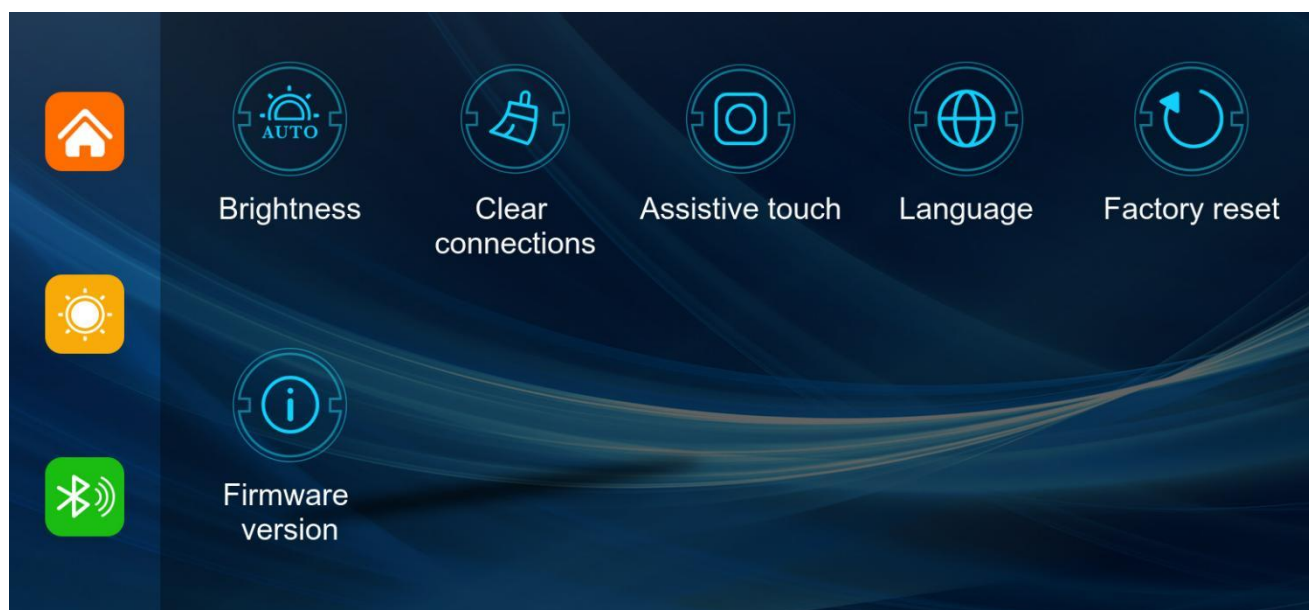 AUTO
Brightness
Clear
connections
Assistive touch
Language
Factory reset
Firmware
version